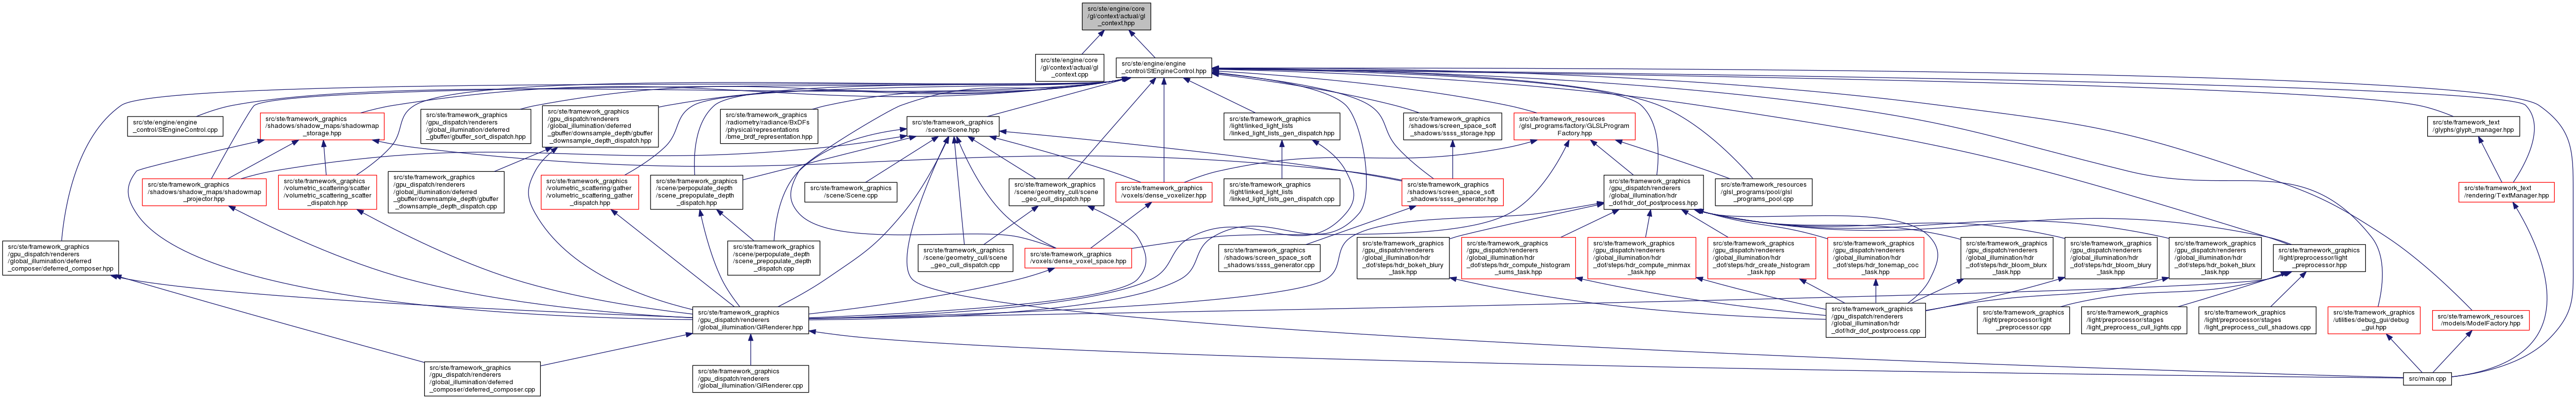 src/ste/engine/core
/gl/context/actual/gl
_context.hpp
src/ste/engine/core
/gl/context/actual/gl
_context.cpp
src/ste/engine/engine
_control/StEngineControl.hpp
src/ste/engine/engine
_control/StEngineControl.cpp
src/ste/framework_graphics
/shadows/shadow_maps/shadowmap
_storage.hpp
src/ste/framework_graphics
/gpu_dispatch/renderers
/global_illumination/deferred
_gbuffer/gbuffer_sort_dispatch.hpp
src/ste/framework_graphics
/gpu_dispatch/renderers
/global_illumination/deferred
_gbuffer/downsample_depth/gbuffer
_downsample_depth_dispatch.hpp
src/ste/framework_graphics
/radiometry/radiance/BxDFs
/physical/representations
/tme_brdf_representation.hpp
src/ste/framework_graphics
/scene/Scene.hpp
src/ste/framework_graphics
/light/linked_light_lists
/linked_light_lists_gen_dispatch.hpp
src/ste/framework_graphics
/shadows/screen_space_soft
_shadows/ssss_storage.hpp
src/ste/framework_resources
/glsl_programs/factory/GLSLProgram
Factory.hpp
src/ste/framework_text
/glyphs/glyph_manager.hpp
src/ste/framework_graphics
/shadows/shadow_maps/shadowmap
_projector.hpp
src/ste/framework_graphics
/volumetric_scattering/scatter
/volumetric_scattering_scatter
_dispatch.hpp
src/ste/framework_graphics
/gpu_dispatch/renderers
/global_illumination/deferred
_gbuffer/downsample_depth/gbuffer
_downsample_depth_dispatch.cpp
src/ste/framework_graphics
/volumetric_scattering/gather
/volumetric_scattering_gather
_dispatch.hpp
src/ste/framework_graphics
/scene/perpopulate_depth
/scene_prepopulate_depth
_dispatch.hpp
src/ste/framework_graphics
/scene/Scene.cpp
src/ste/framework_graphics
/scene/geometry_cull/scene
_geo_cull_dispatch.hpp
src/ste/framework_graphics
/voxels/dense_voxelizer.hpp
src/ste/framework_graphics
/light/linked_light_lists
/linked_light_lists_gen_dispatch.cpp
src/ste/framework_graphics
/shadows/screen_space_soft
_shadows/ssss_generator.hpp
src/ste/framework_graphics
/gpu_dispatch/renderers
/global_illumination/hdr
_dof/hdr_dof_postprocess.hpp
src/ste/framework_resources
/glsl_programs/pool/glsl
_programs_pool.cpp
src/ste/framework_text
/rendering/TextManager.hpp
src/ste/framework_graphics
/gpu_dispatch/renderers
/global_illumination/deferred
_composer/deferred_composer.hpp
src/ste/framework_graphics
/scene/perpopulate_depth
/scene_prepopulate_depth
_dispatch.cpp
src/ste/framework_graphics
/scene/geometry_cull/scene
_geo_cull_dispatch.cpp
src/ste/framework_graphics
/voxels/dense_voxel_space.hpp
src/ste/framework_graphics
/shadows/screen_space_soft
_shadows/ssss_generator.cpp
src/ste/framework_graphics
/gpu_dispatch/renderers
/global_illumination/hdr
_dof/steps/hdr_bokeh_blury
_task.hpp
src/ste/framework_graphics
/gpu_dispatch/renderers
/global_illumination/hdr
_dof/steps/hdr_compute_histogram
_sums_task.hpp
src/ste/framework_graphics
/gpu_dispatch/renderers
/global_illumination/hdr
_dof/steps/hdr_compute_minmax
_task.hpp
src/ste/framework_graphics
/gpu_dispatch/renderers
/global_illumination/hdr
_dof/steps/hdr_create_histogram
_task.hpp
src/ste/framework_graphics
/gpu_dispatch/renderers
/global_illumination/hdr
_dof/steps/hdr_tonemap_coc
_task.hpp
src/ste/framework_graphics
/gpu_dispatch/renderers
/global_illumination/hdr
_dof/steps/hdr_bloom_blurx
_task.hpp
src/ste/framework_graphics
/gpu_dispatch/renderers
/global_illumination/hdr
_dof/steps/hdr_bloom_blury
_task.hpp
src/ste/framework_graphics
/gpu_dispatch/renderers
/global_illumination/hdr
_dof/steps/hdr_bokeh_blurx
_task.hpp
src/ste/framework_graphics
/light/preprocessor/light
_preprocessor.hpp
src/ste/framework_graphics
/gpu_dispatch/renderers
/global_illumination/GIRenderer.hpp
src/ste/framework_graphics
/gpu_dispatch/renderers
/global_illumination/hdr
_dof/hdr_dof_postprocess.cpp
src/ste/framework_graphics
/light/preprocessor/light
_preprocessor.cpp
src/ste/framework_graphics
/light/preprocessor/stages
/light_preprocess_cull_lights.cpp
src/ste/framework_graphics
/light/preprocessor/stages
/light_preprocess_cull_shadows.cpp
src/ste/framework_graphics
/utilities/debug_gui/debug
_gui.hpp
src/ste/framework_resources
/models/ModelFactory.hpp
src/ste/framework_graphics
/gpu_dispatch/renderers
/global_illumination/deferred
_composer/deferred_composer.cpp
src/ste/framework_graphics
/gpu_dispatch/renderers
/global_illumination/GIRenderer.cpp
src/main.cpp